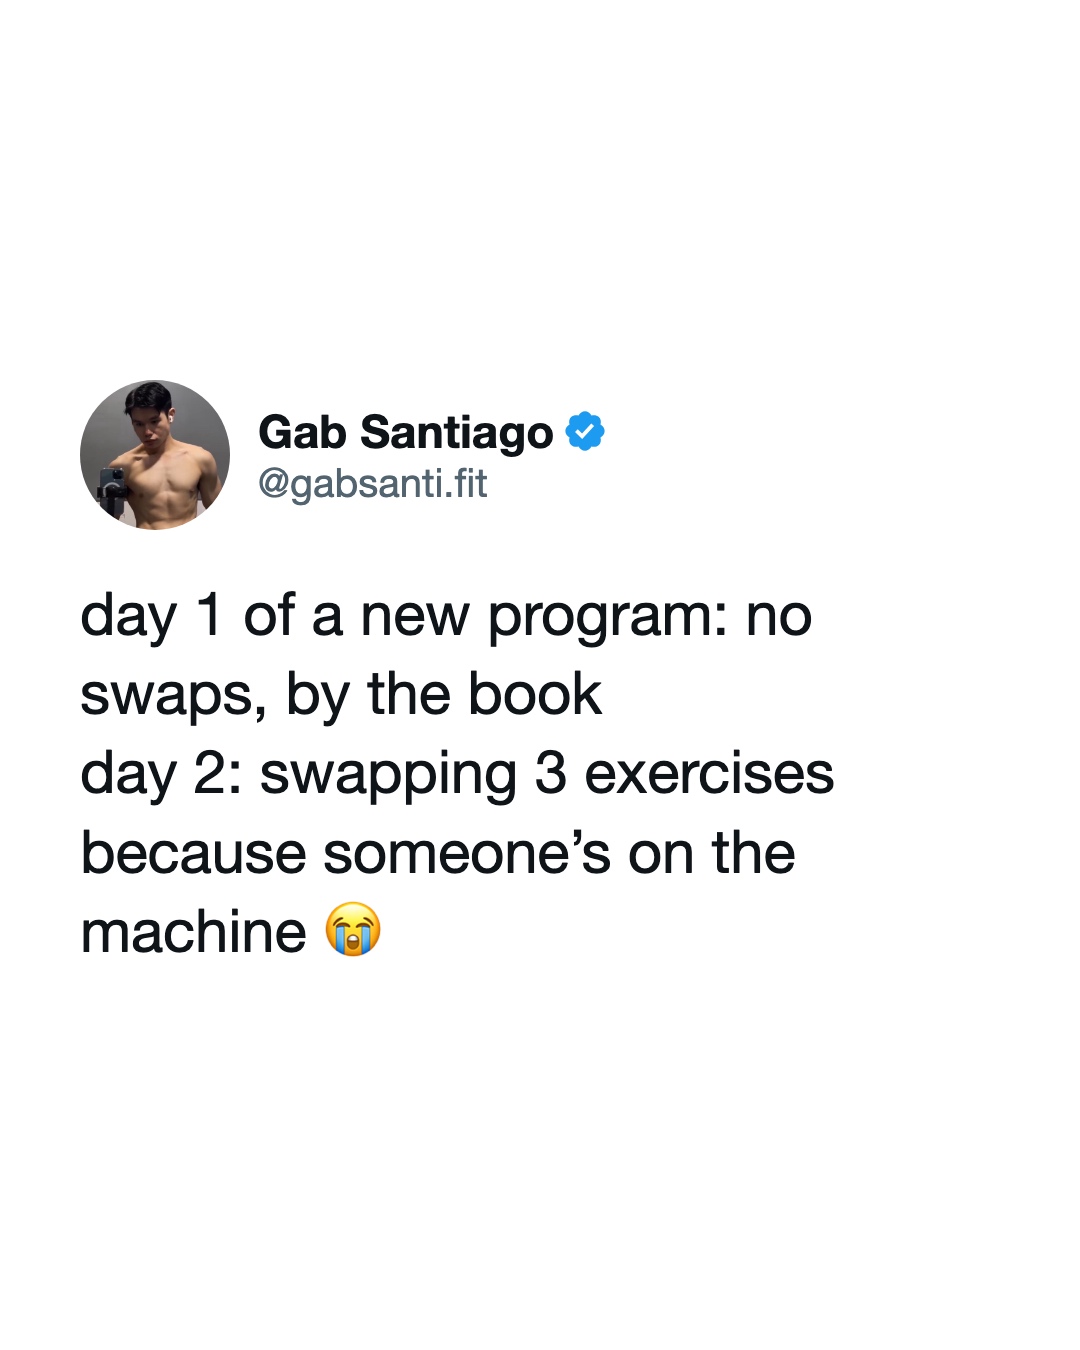 Gab Santiago
@gabsanti.fit
day 1 of a new program: no
swaps, by the book
day 2: swapping 3 exercises
because someone’s on the
machine 😭